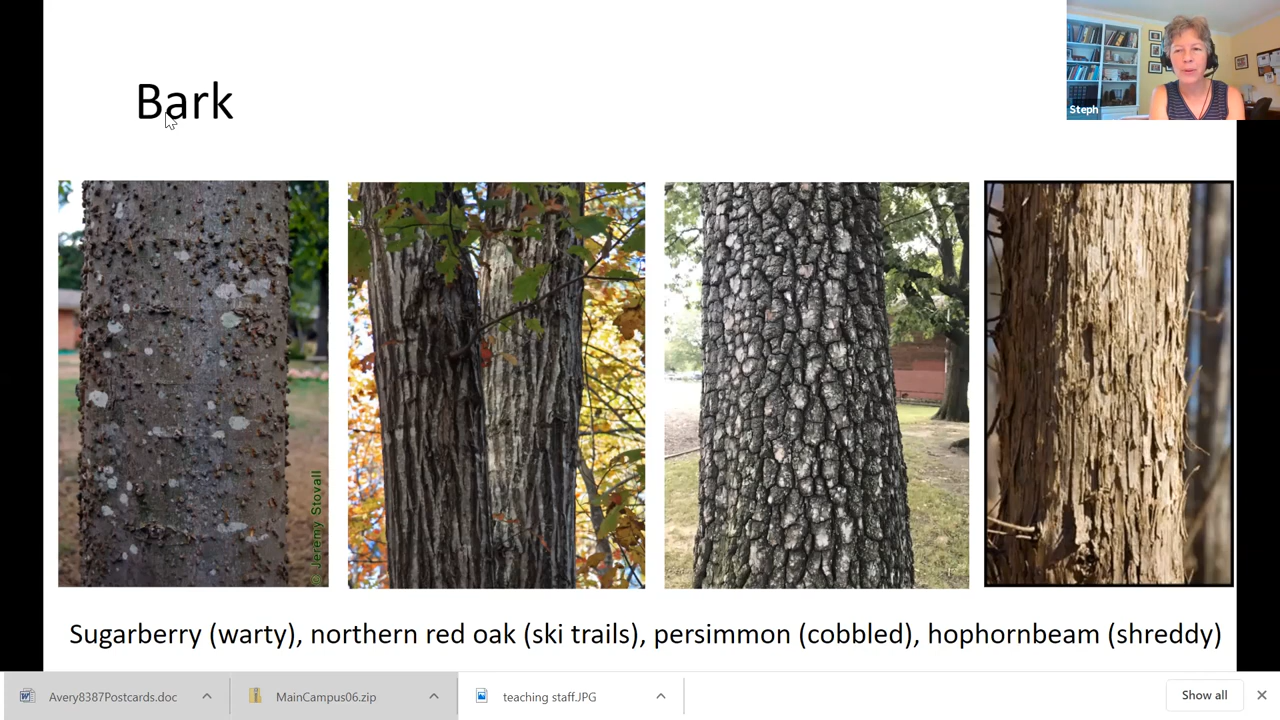 Bark
Steph
© Jeremy Stovall
Sugarberry (warty), northern red oak (ski trails), persimmon (cobbled), hophornbeam (shreddy)
Avery8387Postcards.doc
MainCampus06.zip
teaching staff.JPG
Show all